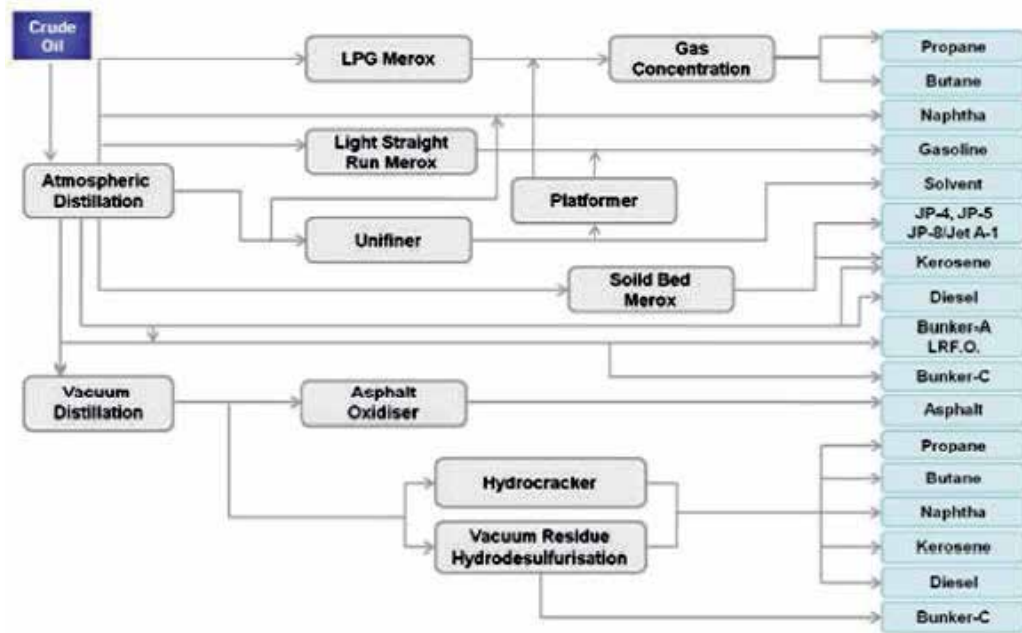 Crude
Oil
LPG Merox
Gas
Concentration
Propane
Butane
Naphtha
Light Straight
Run Merox
Gasoline
Atmospheric
Distillation
Platformer
Solvent
Unifiner
JP-4, JP-5
JP-8/Jet A-1
Kerosene
Soild Bed
Merox
Diesel
Bunker-A
LRF.O.
Bunker-C
Vacuum
Distillation
Asphalt
Oxidiser
Asphalt
Propane
Hydrocracker
Butane
Naphtha
Vacuum Residue
Hydrodesulfurisation
Kerosene
Diesel
Bunker-C